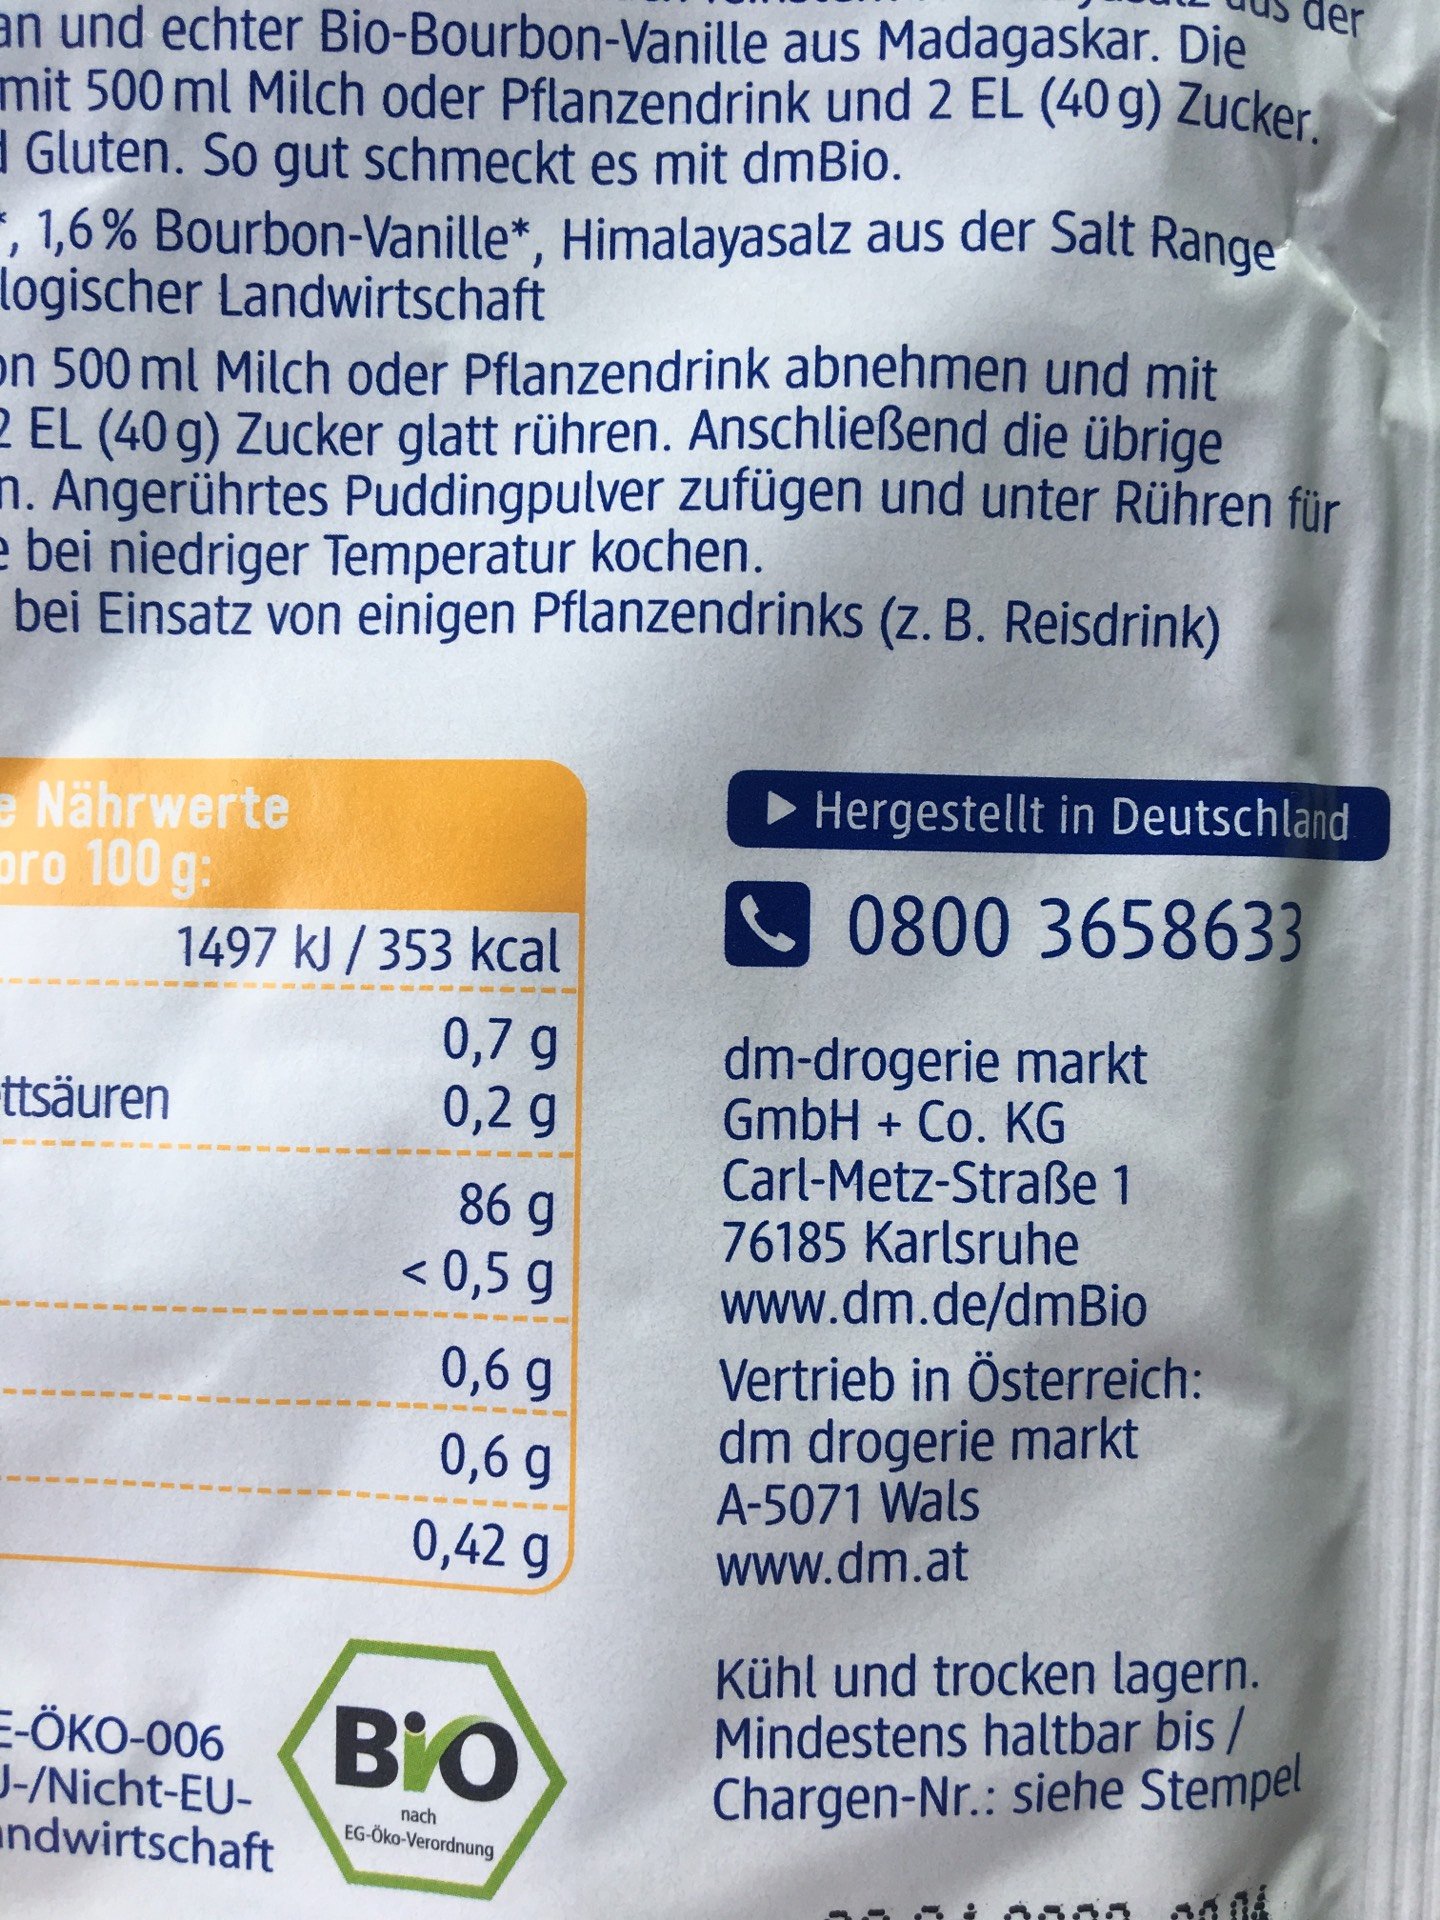 aus der
an und echter Bio-Bourbon-Vanille aus Madagaskar. Die
mit 500 ml Milch oder Pflanzendrink und 2 EL (40 g) Zucker.
Gluten. So gut schmeckt es mit dmBio.
*, 1,6 % Bourbon-Vanille*, Himalayasalz aus der Salt Range
logischer Landwirtschaft
on 500 ml Milch oder Pflanzendrink abnehmen und mit
2 EL (40 g) Zucker glatt rühren. Anschließend die übrige
n. Angerührtes Puddingpulver zufügen und unter Rühren für
e bei niedriger Temperatur kochen.
bei Einsatz von einigen Pflanzendrinks (z. B. Reisdrink)
e Nährwerte
pro 100 g:
1497 kJ / 353 kcal
0,7 g
ttsäuren 0,2 g
86 g
< 0,5 g
0,6 g
0,6 g
0,42 g
E-ÖKO-006
U-/Nicht-EU-
andwirtschaft
Bio
nach
EG-Öko-Verordnung
Hergestellt in Deutschland
0800 3658633
dm-drogerie markt
GmbH + Co. KG
Carl-Metz-Straße 1
76185 Karlsruhe
www.dm.de/dmBio
Vertrieb in Österreich:
dm drogerie markt
A-5071 Wals
www.dm.at
Kühl und trocken lagern.
Mindestens haltbar bis /
Chargen-Nr.: siehe Stempel